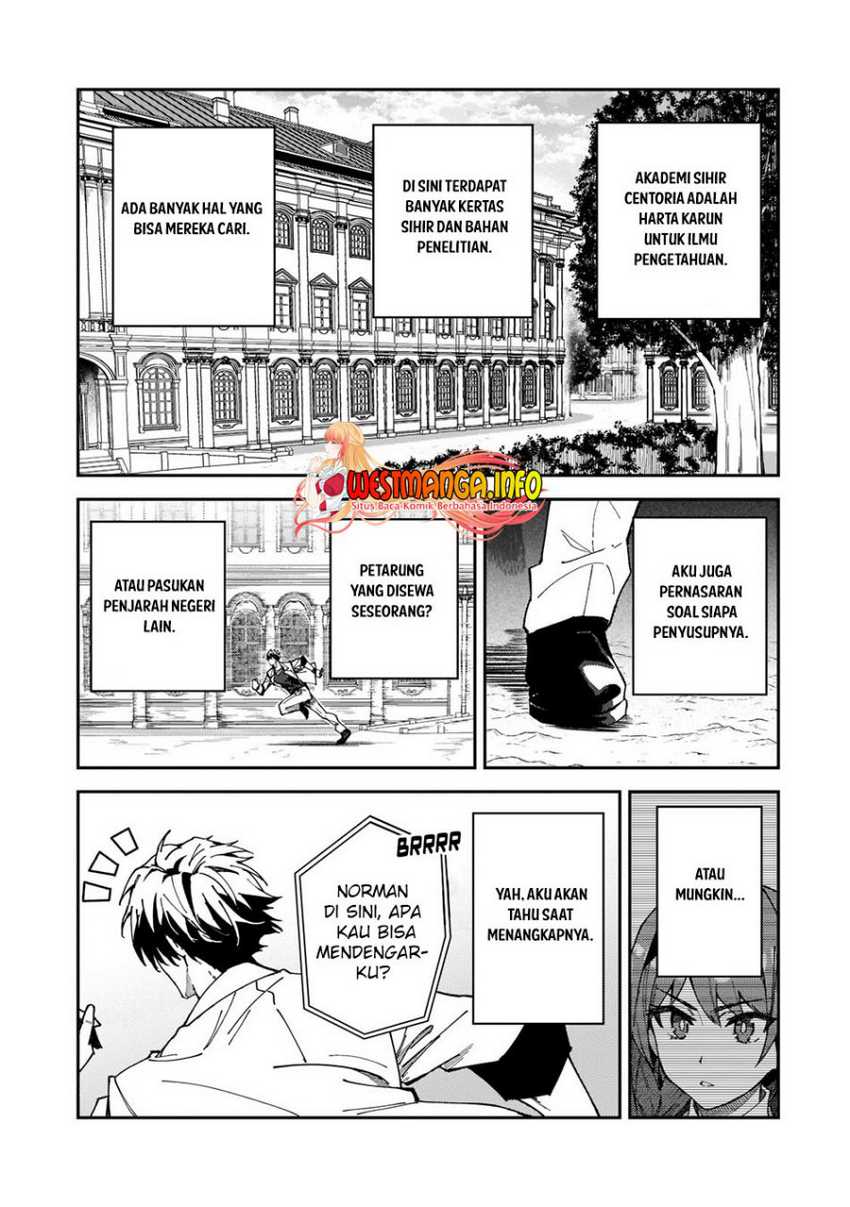 AKADEMI SIHIR
CENTORIA ADALAH
HARTA KARUN
UNTUK ILMU
PENGETAHUAN.
DI SINI TERDAPAT
BANYAK KERTAS
SIHIR DAN BAHAN
PENELITIAN.
ADA BANYAK HAL YANG
BISA MEREKA CARI.
WESTMANGA.INFO
Situs Baca Komik Berbahasa Indonesia
AKU JUGA
PERNASARAN
SOAL SIAPA
PENYUSUPNYA.
PETARUNG
YANG DISEWA
SESEORANG?
ATAU PASUKAN
PENJARAH NEGERI
LAIN.
ATAU
MUNGKIN...
YAH, AKU AKAN
TAHU SAAT
MENANGKAPNYA.
BRRRR
NORMAN
DI SINI, APA
KAU BISA
MENDENGAR-
KU?